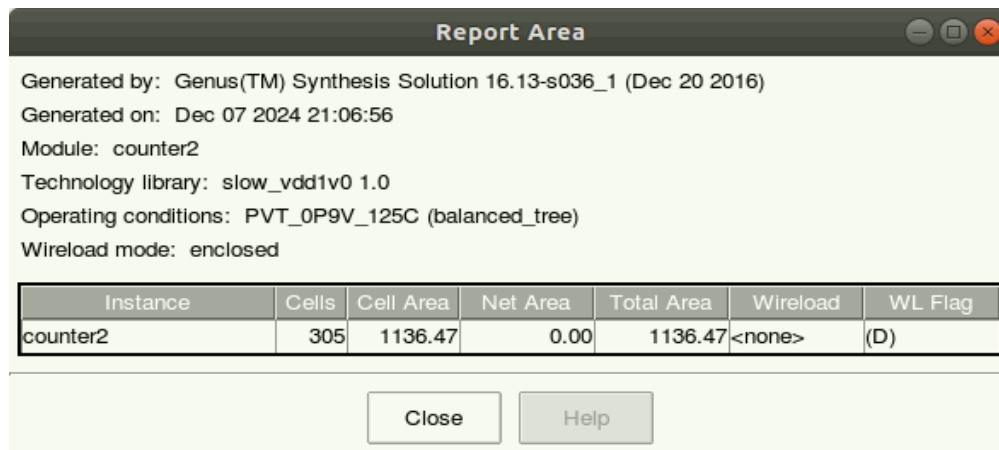 Report Area
Generated by: Genus(TM) Synthesis Solution 16.13-s036_1 (Dec 20 2016)
Generated on: Dec 07 2024 21:06:56
Module: counter2
Technology library: slow_vdd1v0 1.0
Operating conditions: PVT_0P9V_125C (balanced_tree)
Wireload mode: enclosed
Instance Cells Cell Area Net Area Total Area Wireload WL Flag
counter2 305 1136.47 0.00 1136.47 <none> (D)
Close Help